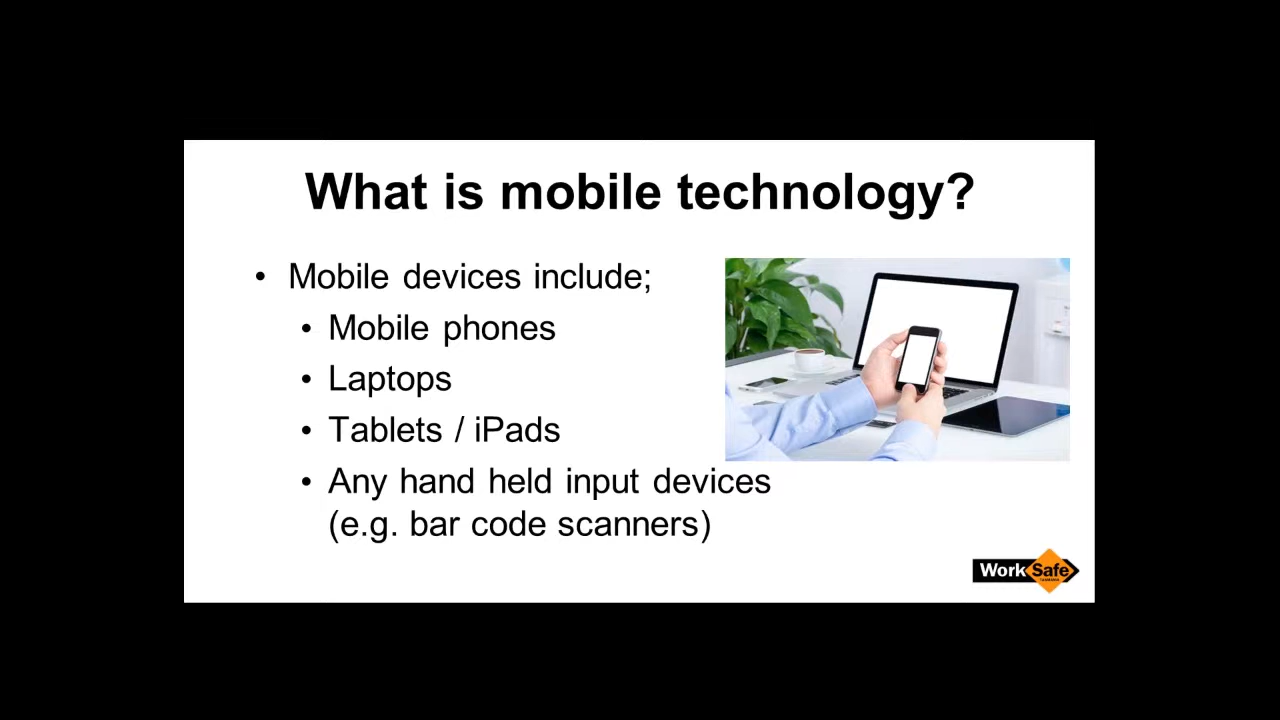 What is mobile technology?
• Mobile devices include;
• Mobile phones
• Laptops
• Tablets / iPads
• Any hand held input devices
(e.g. bar code scanners)
WorkSafe
TASMANIA